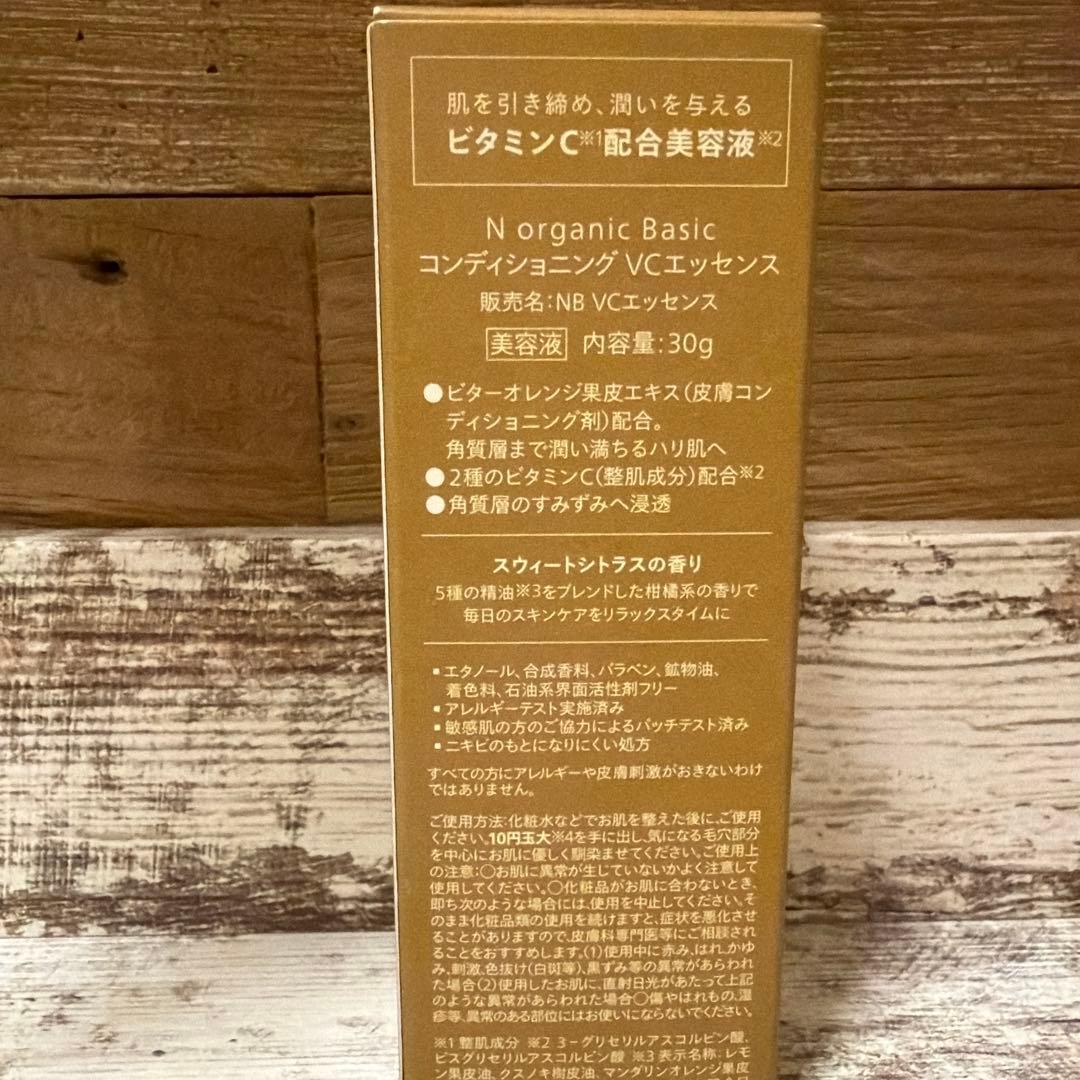 肌を引き締め、潤いを与える
ビタミンC※1配合美容液※2
N organic Basic
コンディショニング VCエッセンス
販売名:NB VCエッセンス
美容液 内容量:30g
●ビターオレンジ果皮エキス(皮膚コン
ディショニング剤)配合。
角質層まで潤い満ちるハリ肌へ
●2種のビタミンC(整肌成分)配合※2
●角質層のすみずみへ浸透
スウィートシトラスの香り
5種の精油※3をブレンドした柑橘系の香りで
毎日のスキンケアをリラックスタイムに
▪エタノール、合成香料、パラベン、鉱物油、
着色料、石油系界面活性剤フリー
▪アレルギーテスト実施済み
▪敏感肌の方のご協力によるパッチテスト済み
▪ニキビのもとになりにくい処方
すべての方にアレルギーや皮膚刺激がおきないわけ
ではありません。
ご使用方法:化粧水などでお肌を整えた後に、ご使用
ください。10円玉大※4を手に出し、気になる毛穴部分
を中心にお肌に優しく馴染ませてください。ご使用上
の注意:○お肌に異常が生じていないかよく注意して
使用してください。○化粧品がお肌に合わないとき、
即ち次のような場合には、使用を中止してください。そ
のまま化粧品類の使用を続けますと、症状を悪化させ
ることがありますので、皮膚科専門医等にご相談され
ることをおすすめします。(1)使用中に赤み、はれ、かゆ
み、刺激、色抜け(白斑等)、黒ずみ等の異常があらわれ
た場合(2)使用したお肌に、直射日光があたって上記
のような異常があらわれた場合○傷やはれもの、湿
疹等、異常のある部位にはお使いにならないでください。
※1 整肌成分 ※2 3-グリセリルアスコルビン酸、
ビスグリセリルアスコルビン酸 ※3 表示名称:レモ
ン果皮油、クスノキ樹皮油、マンダリンオレンジ果皮